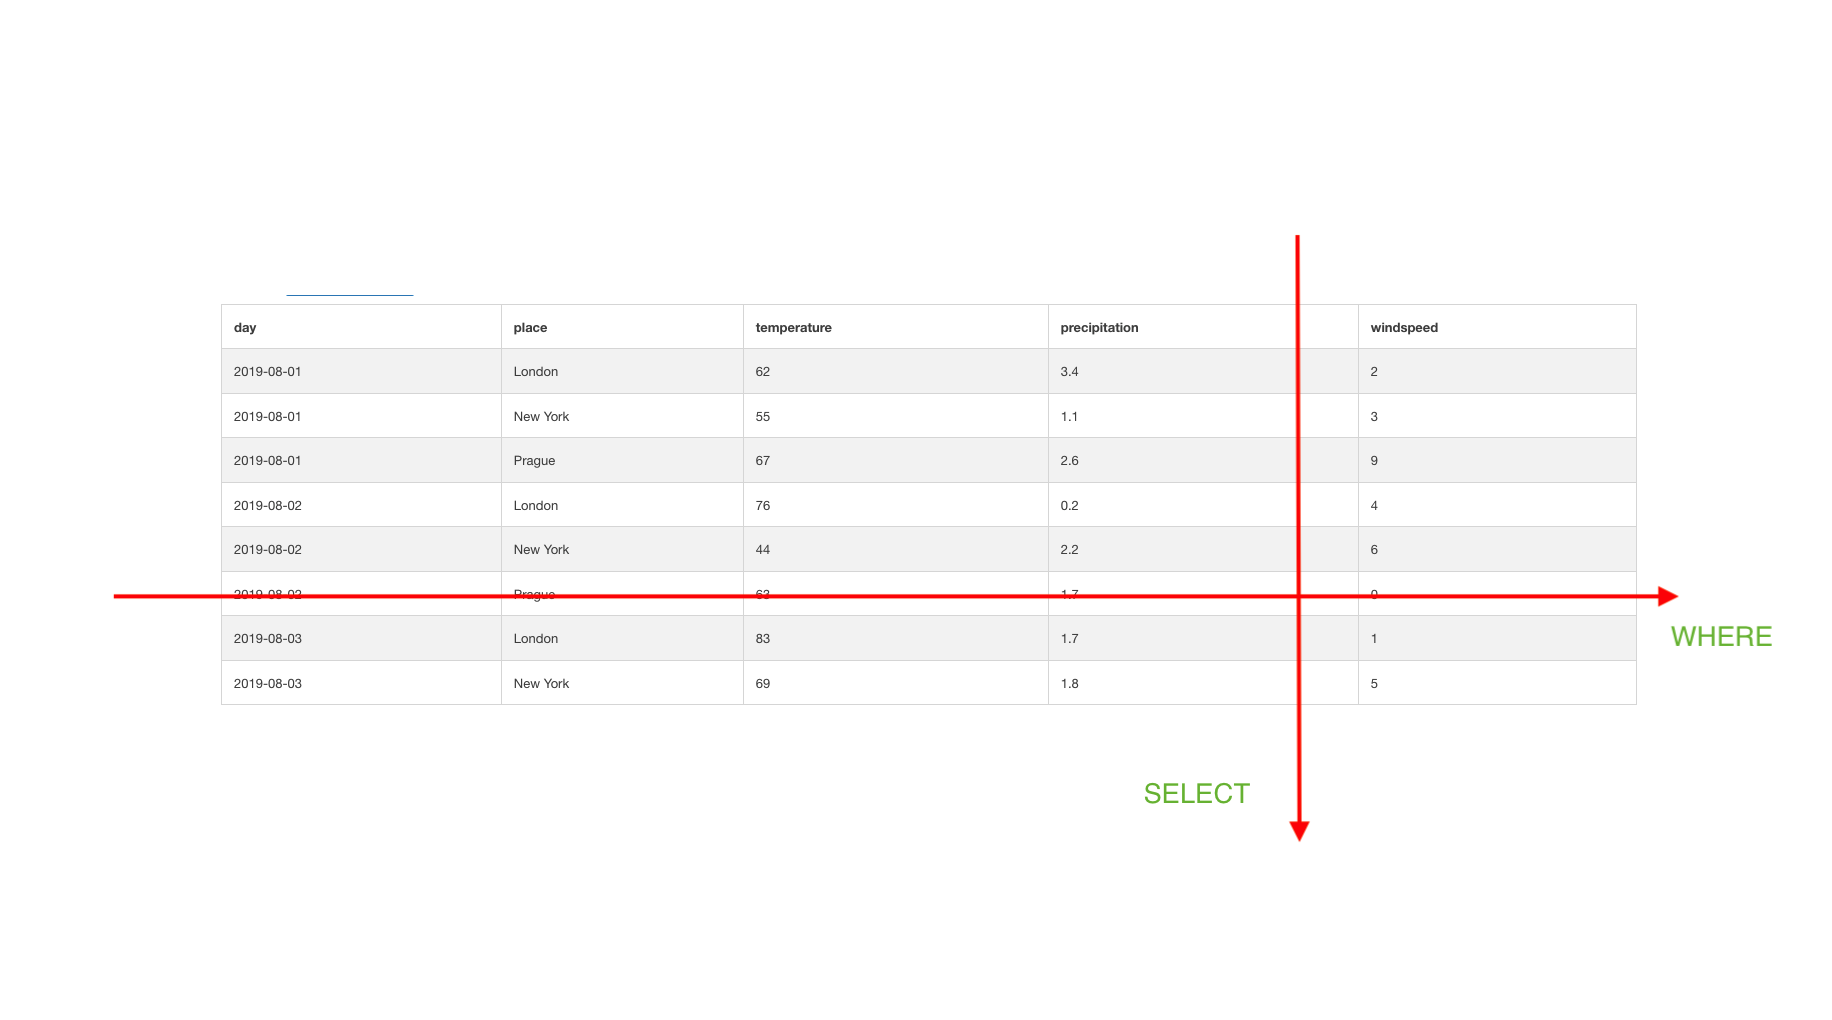 day place temperature precipitation windspeed
2019-08-01 London 62 3.4 2
2019-08-01 New York 55 1.1 3
2019-08-01 Prague 67 2.6 9
2019-08-02 London 76 0.2 4
2019-08-02 New York 44 2.2 6
2019-08-02 Prague 63 1.7 0
2019-08-03 London 83 1.7 1
WHERE
2019-08-03 New York 69 1.8 5
SELECT